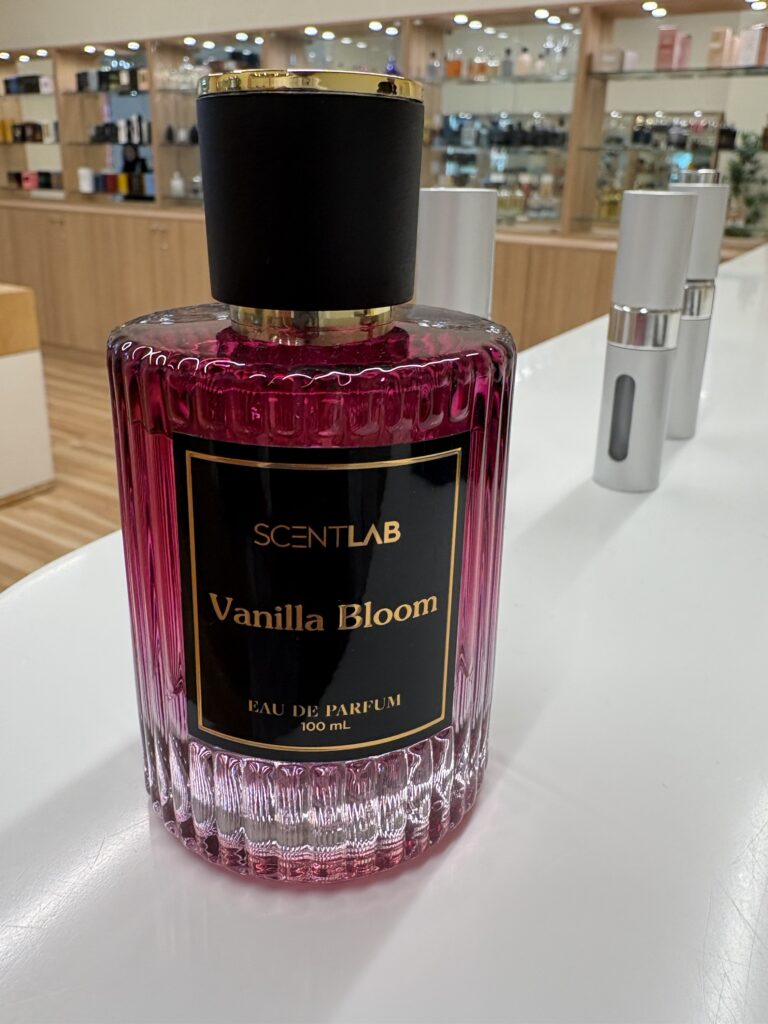 SCENTLAB
Vanilla Bloom
EAU DE PARFUM
100 mL